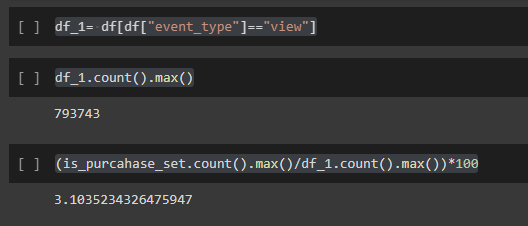 [ ] df_1= df[df["event_type"]=="view"]
[ ] df_1.count().max()
793743
[ ] (is_purcahase_set.count().max()/df_1.count().max())*100
3.1035234326475947